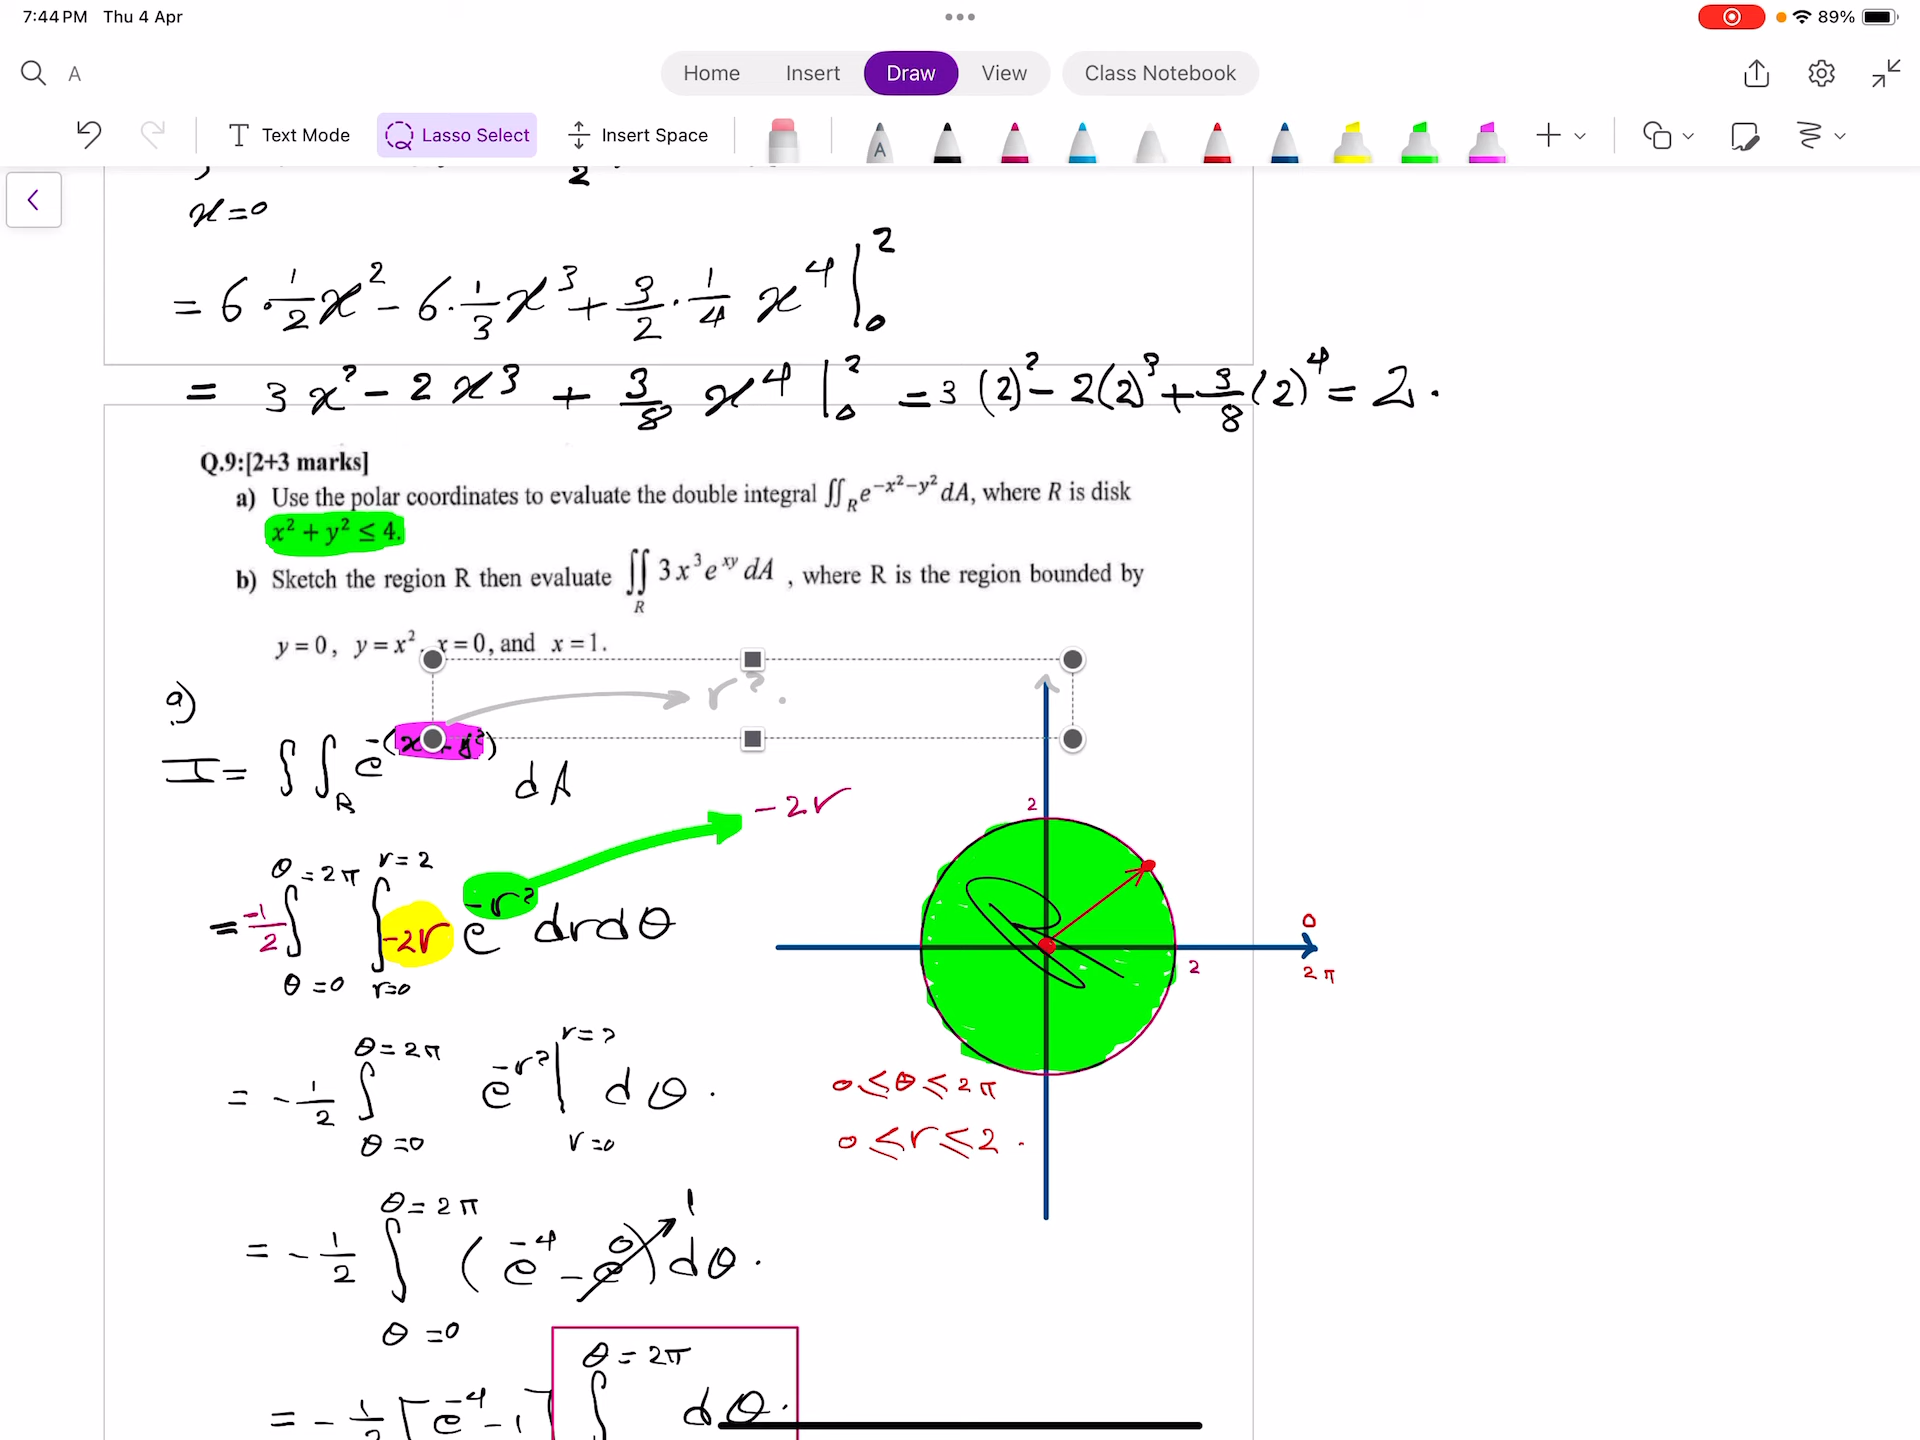 7:44 PM Thu 4 Apr
89%
A
Home Insert Draw View Class Notebook
Text Mode Lasso Select Insert Space
A
2
x=0
= 6·1/2 x² - 6·1/3 x³ + 3/2·1/4 x⁴ |₀²
= 3x² - 2x³ + 3/8 x⁴ |₀² = 3(2)² - 2(2)³ + 3/8 (2)⁴ = 2.
Q.9:[2+3 marks]
a) Use the polar coordinates to evaluate the double integral ∬_R e^{-x²-y²} dA, where R is disk
x² + y² ≤ 4.
b) Sketch the region R then evaluate ∬_R 3x³e^{xy} dA , where R is the region bounded by
y = 0, y = x², x = 0, and x = 1.
a)
r².
I = ∫∫_R e^{-(x²+y²)} dA
-2r
= -1/2 ∫_{θ=0}^{θ=2π} ∫_{r=0}^{r=2} -2r e^{-r²} dr dθ
2
2
0
2π
= -1/2 ∫_{θ=0}^{θ=2π} e^{-r²} |_{r=0}^{r=2} dθ.
0 ≤ θ ≤ 2π
0 ≤ r ≤ 2.
= -1/2 ∫_{θ=0}^{θ=2π} (e^{-4} - e^{0}) dθ.
1
= -1/2 [e^{-4} - 1] ∫^{θ=2π} dθ.